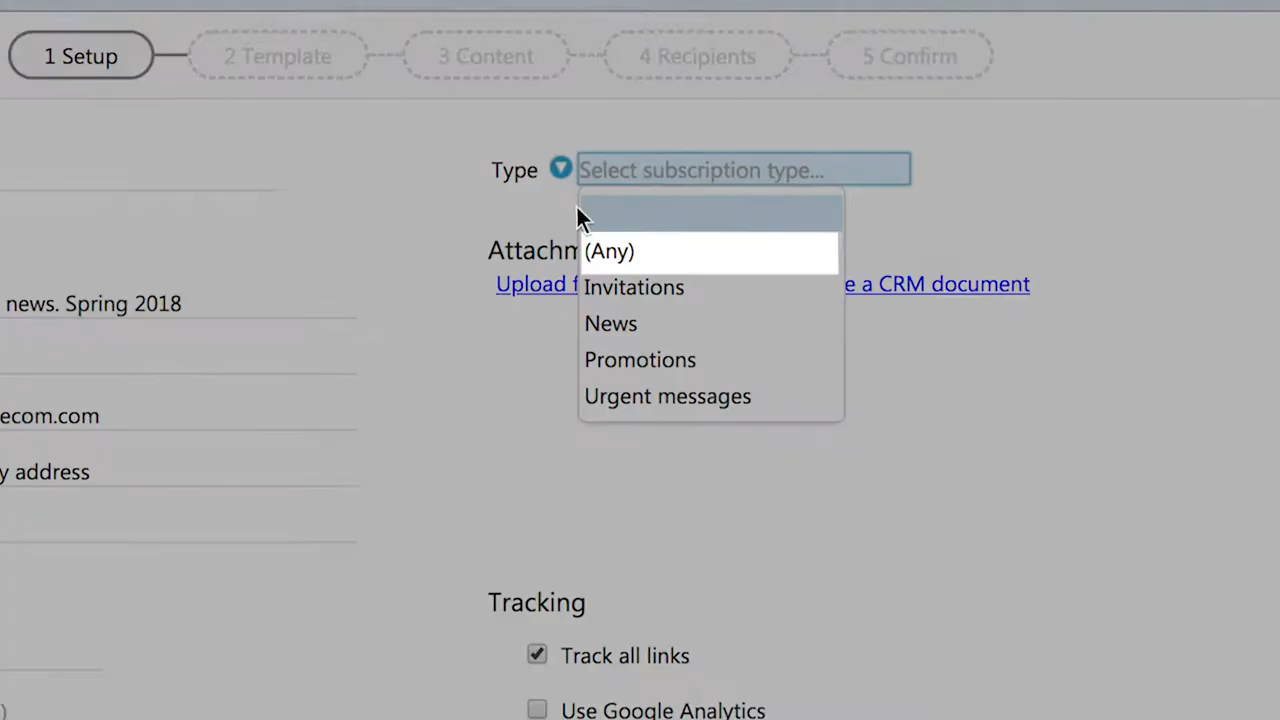 1 Setup
2 Template
3 Content
4 Recipients
5 Confirm
Type
Select subscription type...
(Any)
Invitations
News
Promotions
Urgent messages
Upload
e a CRM document
news. Spring 2018
ecom.com
y address
)
Tracking
Track all links
Use Google Analytics